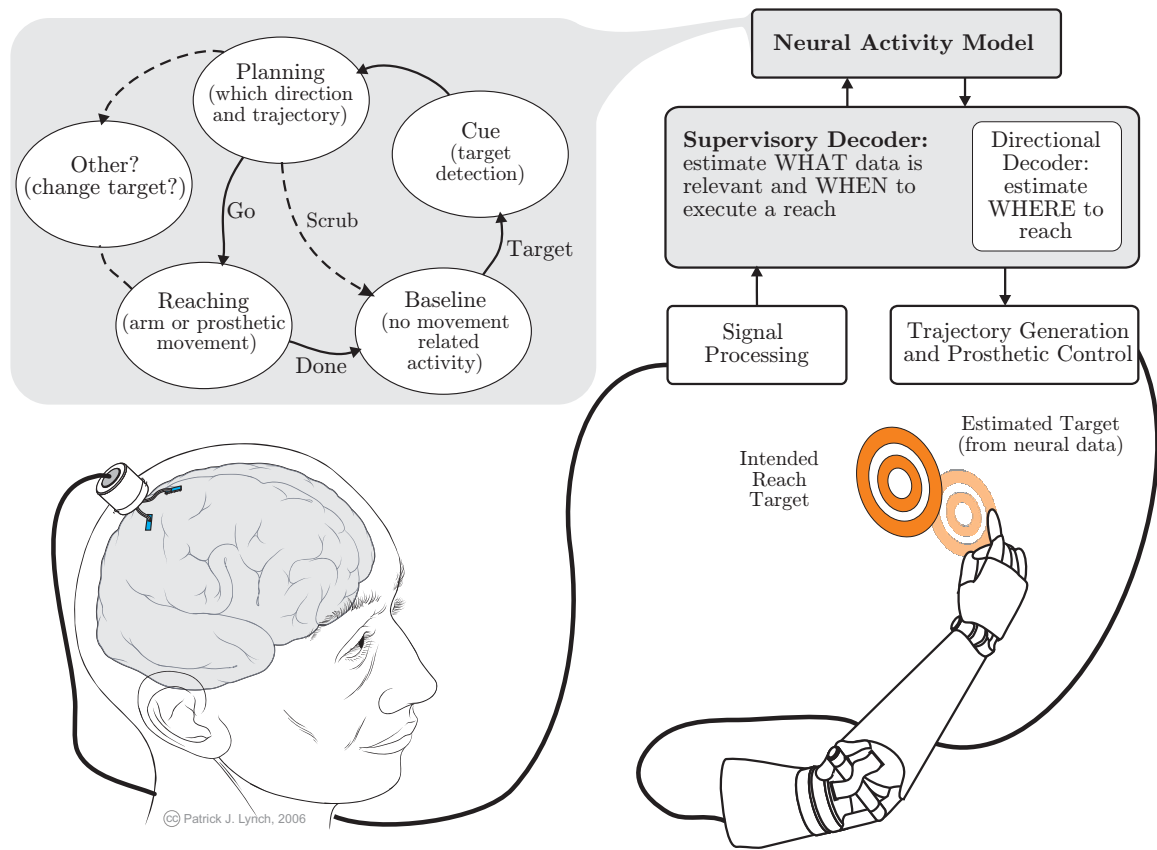 Neural Activity Model
Planning
(which direction
and trajectory)
Cue
(target
detection)
Other?
(change target?)
Go
Scrub
Target
Reaching
(arm or prosthetic
movement)
Baseline
(no movement
related
activity)
Done
Supervisory Decoder:
estimate WHAT data is
relevant and WHEN to
execute a reach
Directional
Decoder:
estimate
WHERE to
reach
Signal
Processing
Trajectory Generation
and Prosthetic Control
Intended
Reach
Target
Estimated Target
(from neural data)
cc Patrick J. Lynch, 2006